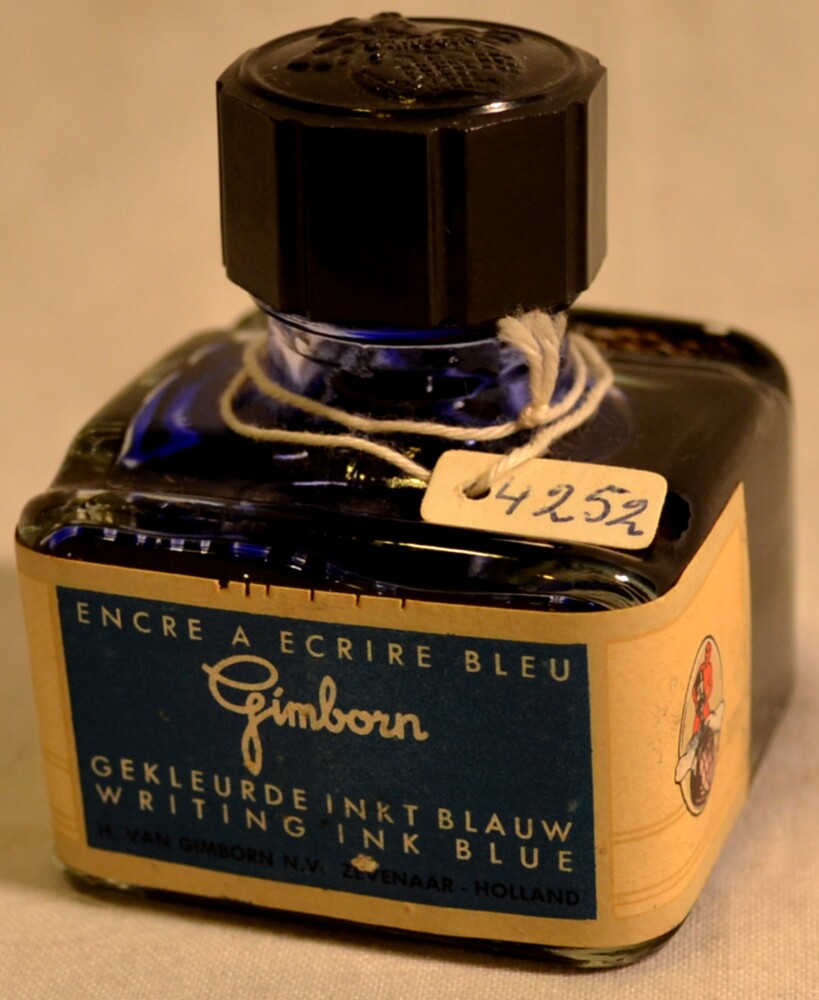 4252
ENCRE A ECRIRE BLEU
Gimborn
GEKLEURDE INKT BLAUW
WRITING INK BLUE
H. VAN GIMBORN N.V. ZEVENAAR - HOLLAND